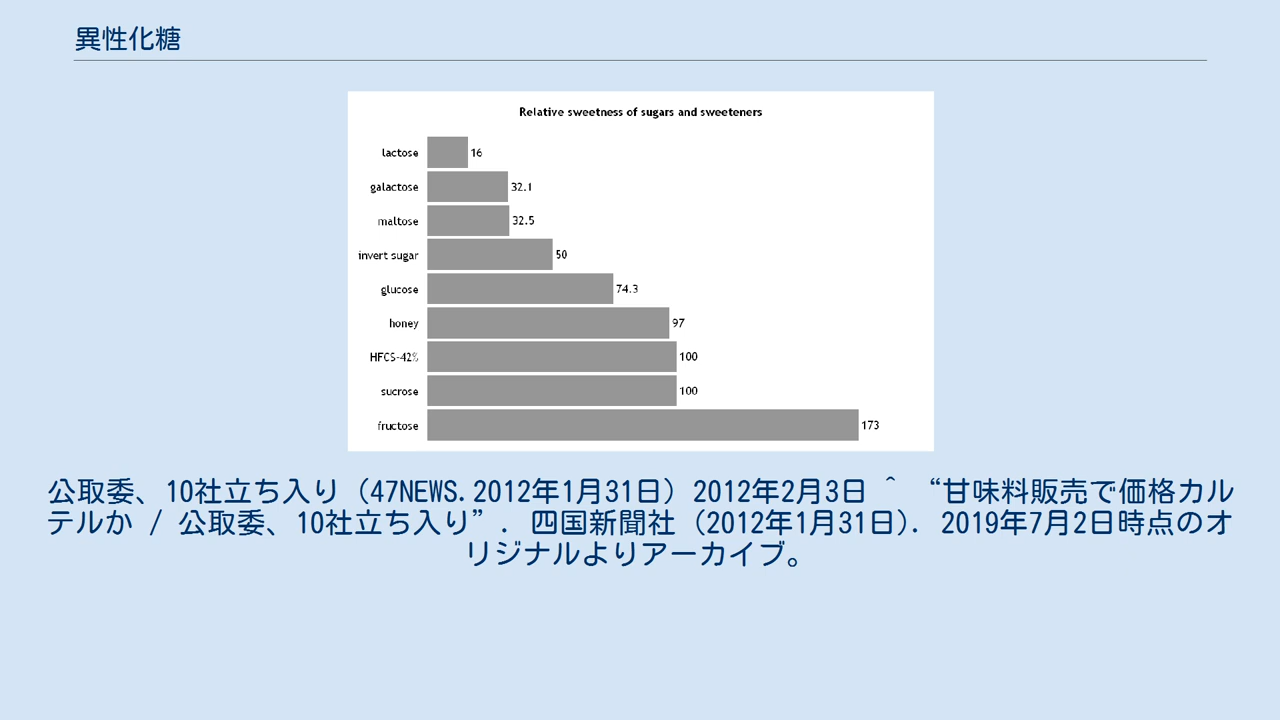 異性化糖
Relative sweetness of sugars and sweeteners
lactose 16
galactose 32.1
maltose 32.5
invert sugar 50
glucose 74.3
honey 97
HFCS-42% 100
sucrose 100
fructose 173
公取委、10社立ち入り（47NEWS.2012年1月31日）2012年2月3日 ^ “甘味料販売で価格カル
テルか / 公取委、10社立ち入り”. 四国新聞社 (2012年1月31日). 2019年7月2日時点のオ
リジナルよりアーカイブ。